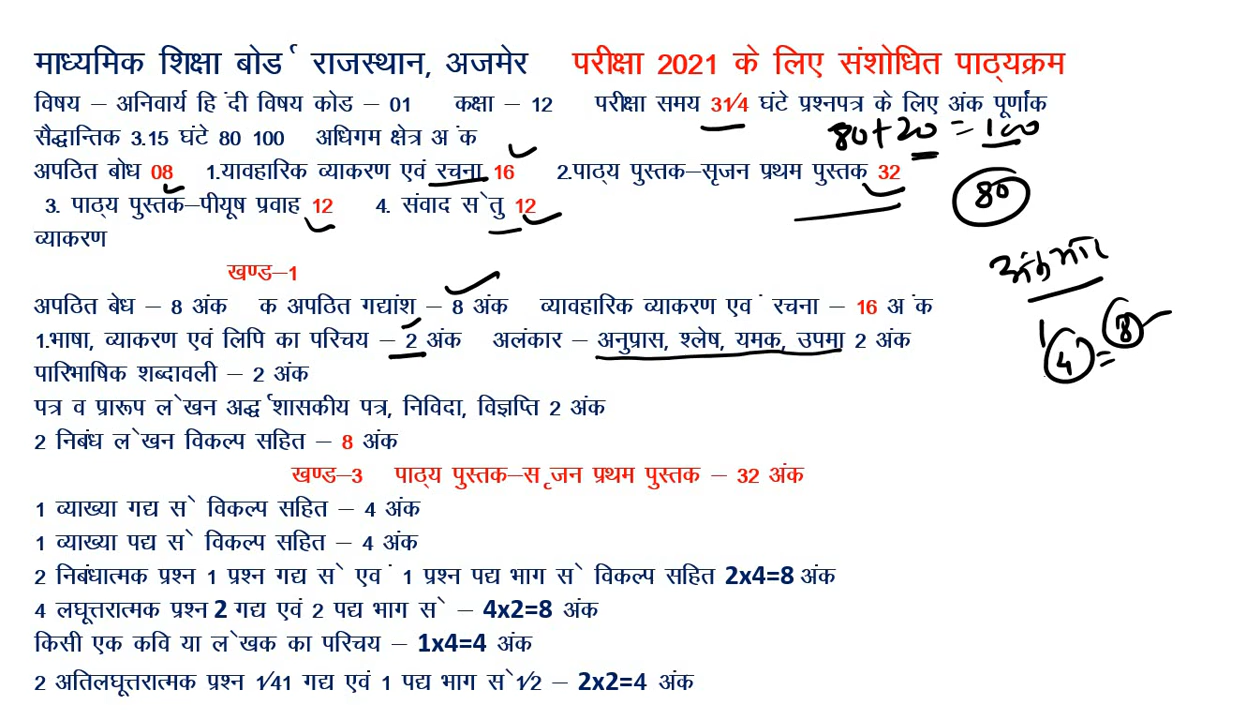 माध्यमिक शिक्षा बोर्ड राजस्थान, अजमेर परीक्षा 2021 के लिए संशोधित पाठ्यक्रम
विषय – अनिवार्य हिंदी विषय कोड – 01 कक्षा – 12 परीक्षा समय 31⁄4 घंटे प्रश्नपत्र के लिए अंक पूर्णांक
सैद्धान्तिक 3.15 घंटे 80 100 अधिगम क्षेत्र अंक
80+20 = 100
अपठित बोध 08 1.यावहारिक व्याकरण एवं रचना 16 2.पाठ्य पुस्तक–सृजन प्रथम पुस्तक 32
80
3. पाठ्य पुस्तक–पीयूष प्रवाह 12 4. संवाद सेतु 12
व्याकरण
अंकभार
खण्ड–1
अपठित बेध – 8 अंक क अपठित गद्यांश – 8 अंक व्यावहारिक व्याकरण एवं रचना – 16 अंक
1.भाषा, व्याकरण एवं लिपि का परिचय – 2 अंक अलंकार – अनुप्रास, श्लेष, यमक, उपमा 2 अंक
1 4 = 8
पारिभाषिक शब्दावली – 2 अंक
पत्र व प्रारूप लेखन अर्द्धशासकीय पत्र, निविदा, विज्ञप्ति 2 अंक
2 निबंध लेखन विकल्प सहित – 8 अंक
खण्ड–3 पाठ्य पुस्तक–सृजन प्रथम पुस्तक – 32 अंक
1 व्याख्या गद्य से विकल्प सहित – 4 अंक
1 व्याख्या पद्य से विकल्प सहित – 4 अंक
2 निबंधात्मक प्रश्न 1 प्रश्न गद्य से एवं 1 प्रश्न पद्य भाग से विकल्प सहित 2x4=8 अंक
4 लघूत्तरात्मक प्रश्न 2 गद्य एवं 2 पद्य भाग से – 4x2=8 अंक
किसी एक कवि या लेखक का परिचय – 1x4=4 अंक
2 अतिलघूत्तरात्मक प्रश्न 1⁄41 गद्य एवं 1 पद्य भाग से1⁄2 – 2x2=4 अंक